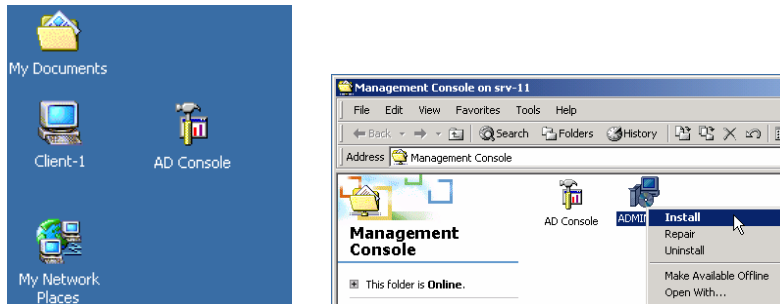 My Documents
Client-1
AD Console
My Network
Places
Management Console on srv-11
File Edit View Favorites Tools Help
Back Search Folders History
Address Management Console
AD Console
Install
Repair
Uninstall
Make Available Offline
Open With...
Management
Console
This folder is Online.